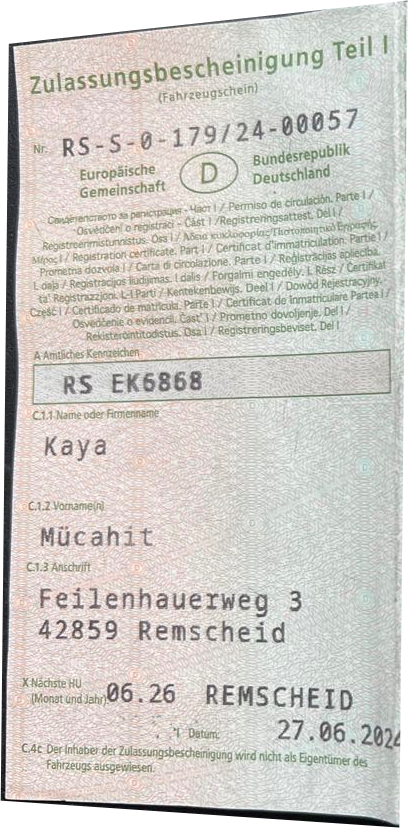 Zulassungsbescheinigung Teil I
(Fahrzeugschein)
Nr. RS-S-0-179/24-00057
Europäische Gemeinschaft
D
Bundesrepublik Deutschland
Свидетелство за регистрация - Част I / Permiso de circulación. Parte I /
Osvědčení o registraci - Část I /Registreringsattest. Del I /
Registreerimistunnistus. Osa I / Άδεια κυκλοφορίας/Πιστοποιητικό Εγγραφής
Μέρος I / Registration certificate. Part I / Certificat d'immatriculation. Partie I /
Prometna dozvola I / Carta di circolazione. Parte I / Reģistrācijas apliecība.
I. daļa / Registracijos liudijimas. I dalis / Forgalmi engedély. I. Rész / Ċertifikat
ta' Reġistrazzjoni. L-I Parti / Kentekenbewijs. Deel I / Dowód Rejestracyjny.
Część I / Certificado de matrícula. Parte I / Certificat de înmatriculare Partea I /
Osvedčenie o evidencii. Časť I / Prometno dovoljenje. Del I /
Rekisteröintitodistus. Osa I / Registreringsbeviset. Del I
A Amtliches Kennzeichen
RS EK6868
C.1.1 Name oder Firmenname
Kaya
C.1.2 Vorname(n)
Mücahit
C.1.3 Anschrift
Feilenhauerweg 3
42859 Remscheid
X Nächste HU
(Monat und Jahr) 06.26 REMSCHEID
Datum: 27.06.2024
C.4c Der Inhaber der Zulassungsbescheinigung wird nicht als Eigentümer des
Fahrzeugs ausgewiesen.